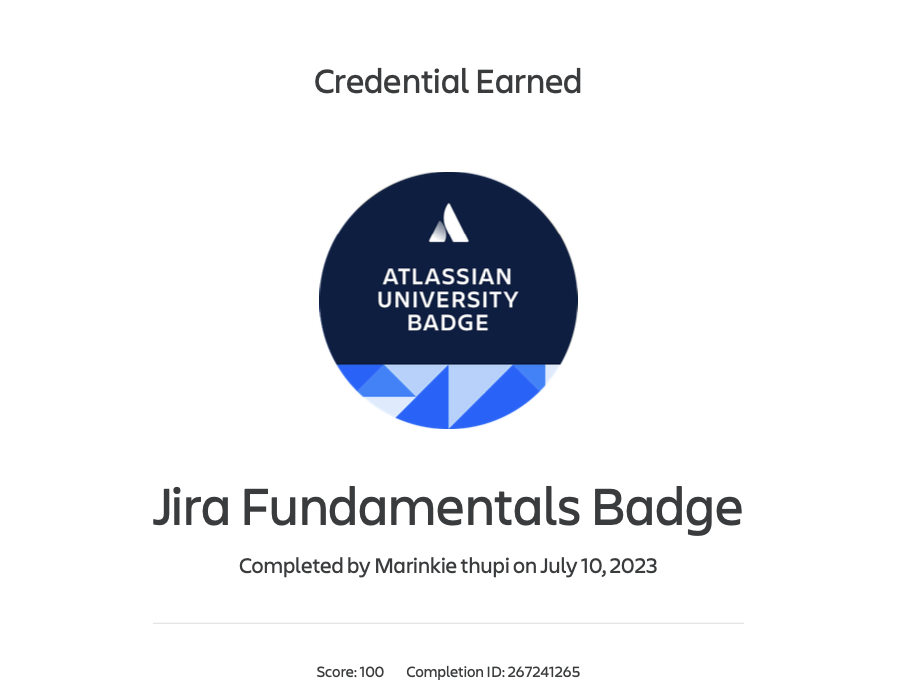 Credential Earned
ATLASSIAN
UNIVERSITY
BADGE
Jira Fundamentals Badge
Completed by Marinkie thupi on July 10, 2023
Score: 100 Completion ID: 267241265